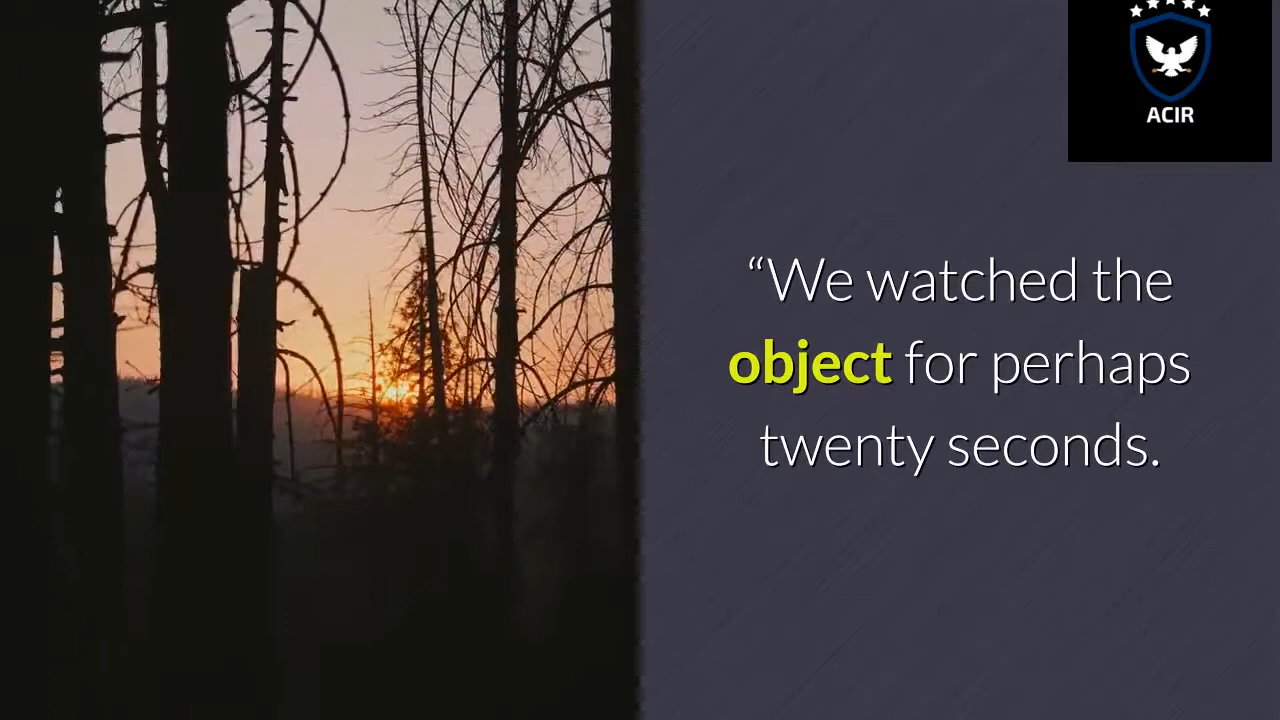 ACIR
“We watched the
object for perhaps
twenty seconds.